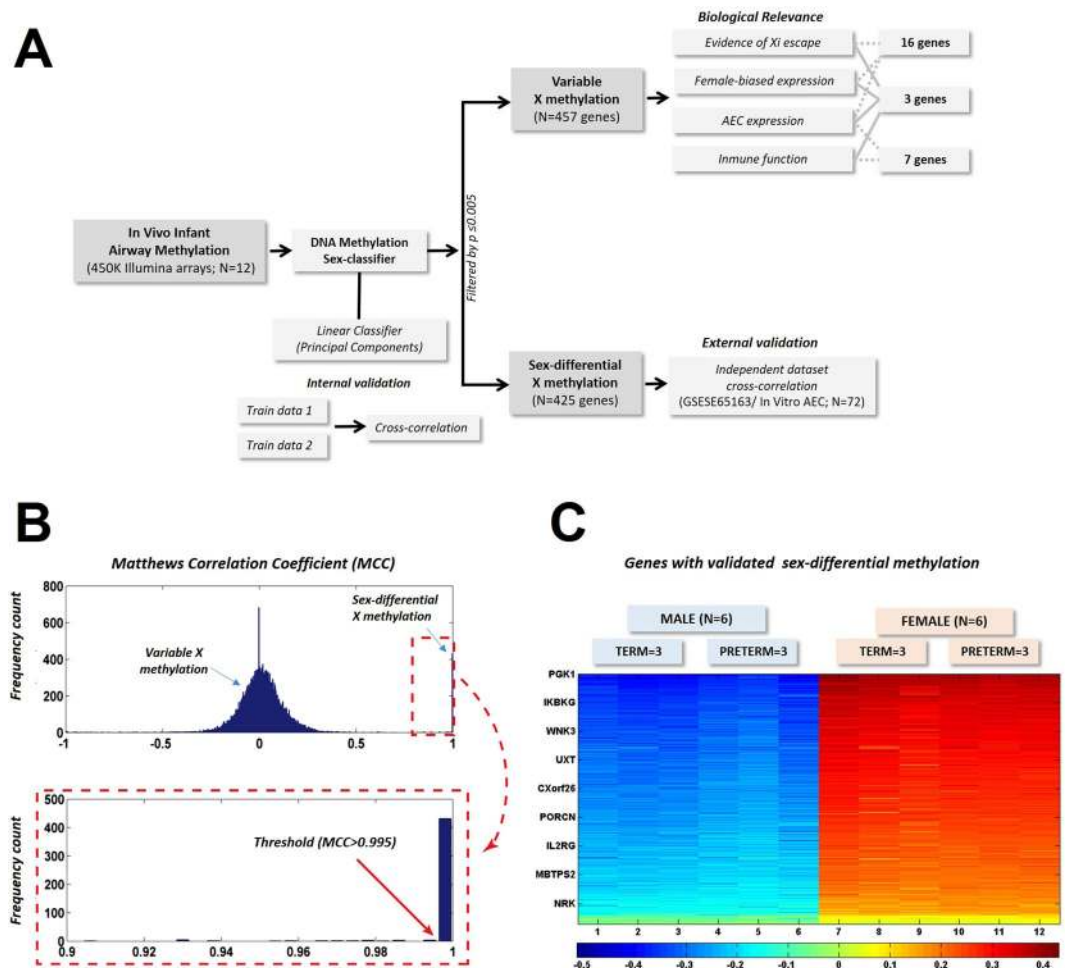 A
Biological Relevance
Evidence of Xi escape
Female-biased expression
AEC expression
Inmune function
16 genes
3 genes
7 genes
Variable
X methylation
(N=457 genes)
Filtered by p ≤0.005
In Vivo Infant
Airway Methylation
(450K Illumina arrays; N=12)
DNA Methylation
Sex-classifier
Linear Classifier
(Principal Components)
Internal validation
Train data 1
Train data 2
Cross-correlation
Sex-differential
X methylation
(N=425 genes)
External validation
Independent dataset
cross-correlation
(GSESE65163/ In Vitro AEC; N=72)
B
Matthews Correlation Coefficient (MCC)
Frequency count
800
600
400
200
0
Variable X
methylation
Sex-differential
X methylation
-1 -0.5 0 0.5 1
Frequency count
500
400
300
200
100
0
Threshold (MCC>0.995)
0.9 0.92 0.94 0.96 0.98 1
C
Genes with validated sex-differential methylation
MALE (N=6) FEMALE (N=6)
TERM=3 PRETERM=3 TERM=3 PRETERM=3
PGK1
IKBKG
WNK3
UXT
CXorf26
PORCN
IL2RG
MBTPS2
NRK
1 2 3 4 5 6 7 8 9 10 11 12
-0.5 -0.4 -0.3 -0.2 -0.1 0 0.1 0.2 0.3 0.4